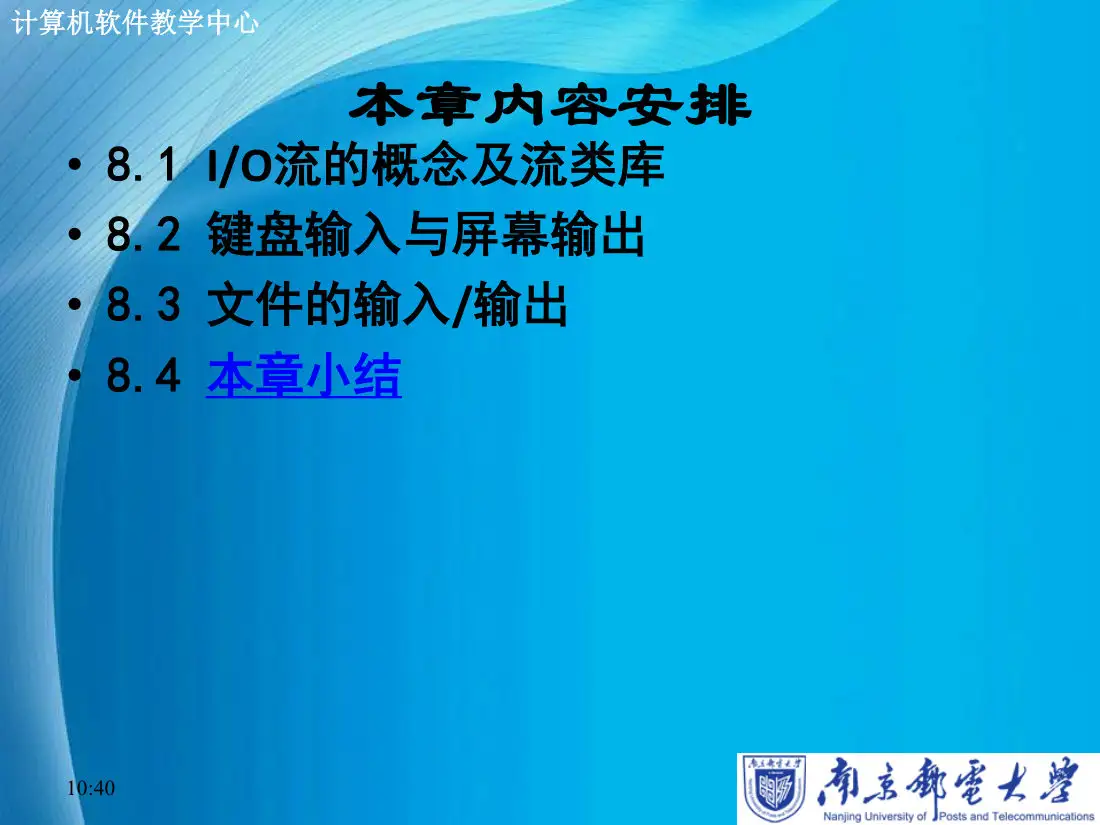 计算机软件教学中心
本章内容安排
• 8.1 I/O流的概念及流类库
• 8.2 键盘输入与屏幕输出
• 8.3 文件的输入/输出
• 8.4 本章小结
10:40
南京郵電大學
Nanjing University of Posts and Telecommunications